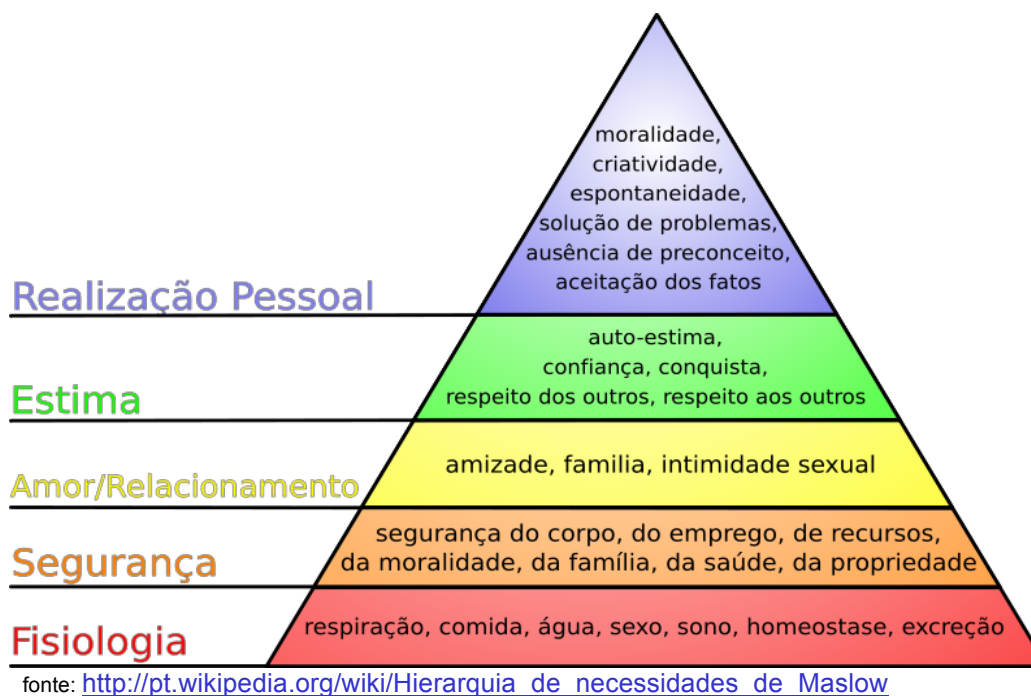 moralidade,
criatividade,
espontaneidade,
solução de problemas,
ausência de preconceito,
aceitação dos fatos
Realização Pessoal
auto-estima,
confiança, conquista,
respeito dos outros, respeito aos outros
Estima
amizade, familia, intimidade sexual
Amor/Relacionamento
segurança do corpo, do emprego, de recursos,
da moralidade, da família, da saúde, da propriedade
Segurança
respiração, comida, água, sexo, sono, homeostase, excreção
Fisiologia
fonte: http://pt.wikipedia.org/wiki/Hierarquia_de_necessidades_de_Maslow